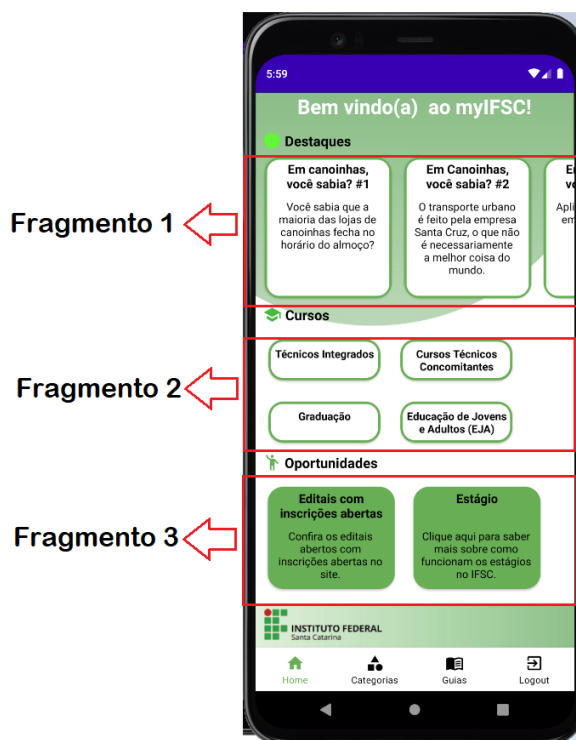 5:59
Bem vindo(a) ao myIFSC!
Destaques
Fragmento 1
Em canoinhas,
você sabia? #1
Você sabia que a
maioria das lojas de
canoinhas fecha no
horário do almoço?
Em Canoinhas,
você sabia? #2
O transporte urbano
é feito pela empresa
Santa Cruz, o que não
é necessariamente
a melhor coisa do
mundo.
E
vo
Apli
em
Cursos
Fragmento 2
Técnicos Integrados
Cursos Técnicos
Concomitantes
Graduação
Educação de Jovens
e Adultos (EJA)
Oportunidades
Fragmento 3
Editais com
inscrições abertas
Confira os editais
abertos com
inscrições abertas no
site.
Estágio
Clique aqui para saber
mais sobre como
funcionam os estágios
no IFSC.
INSTITUTO FEDERAL
Santa Catarina
Home
Categorias
Guias
Logout